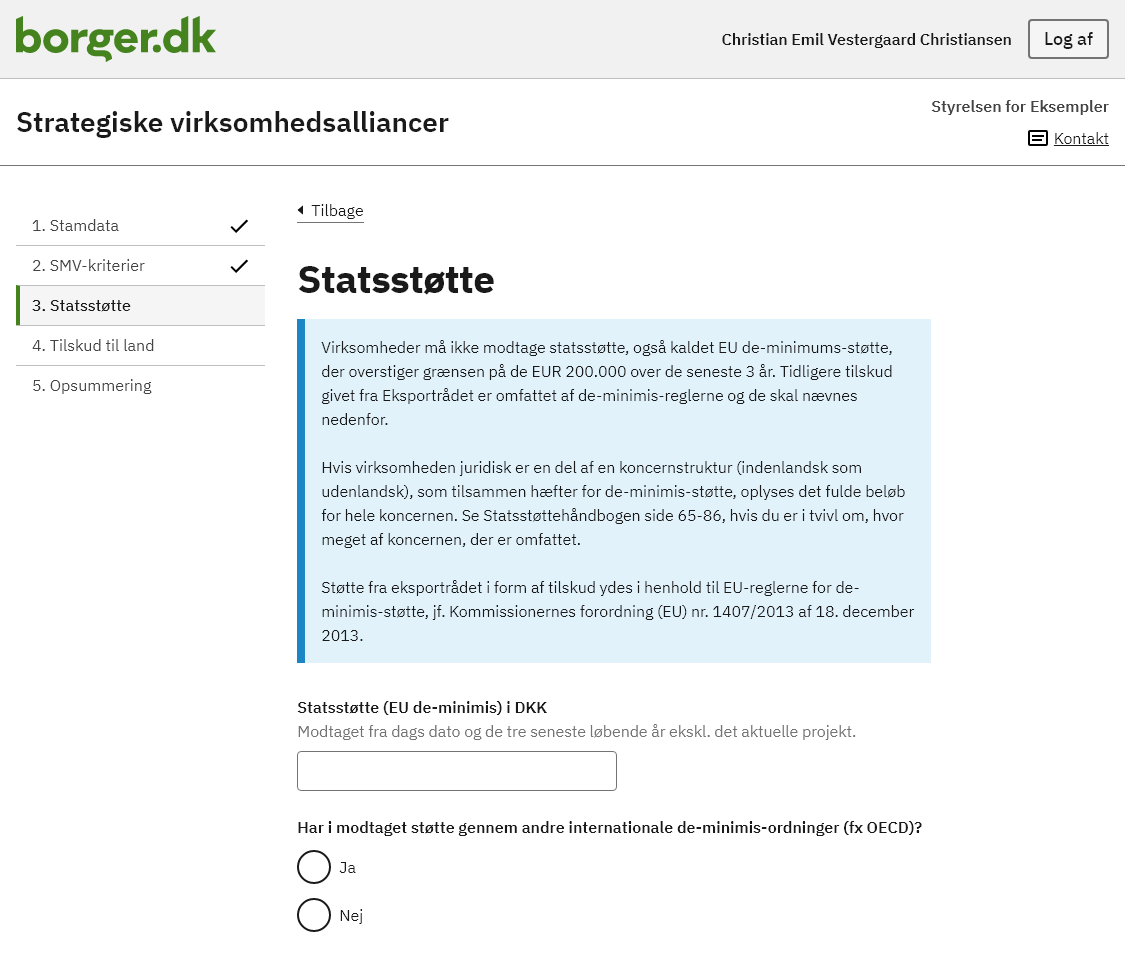 borger.dk
Christian Emil Vestergaard Christiansen
Log af
Strategiske virksomhedsalliancer
Styrelsen for Eksempler
Kontakt
1. Stamdata
2. SMV-kriterier
3. Statsstøtte
4. Tilskud til land
5. Opsummering
Tilbage
Statsstøtte
Virksomheder må ikke modtage statsstøtte, også kaldet EU de-minimums-støtte,
der overstiger grænsen på de EUR 200.000 over de seneste 3 år. Tidligere tilskud
givet fra Eksportrådet er omfattet af de-minimis-reglerne og de skal nævnes
nedenfor.
Hvis virksomheden juridisk er en del af en koncernstruktur (indenlandsk som
udenlandsk), som tilsammen hæfter for de-minimis-støtte, oplyses det fulde beløb
for hele koncernen. Se Statsstøttehåndbogen side 65-86, hvis du er i tvivl om, hvor
meget af koncernen, der er omfattet.
Støtte fra eksportrådet i form af tilskud ydes i henhold til EU-reglerne for de-
minimis-støtte, jf. Kommissionernes forordning (EU) nr. 1407/2013 af 18. december
2013.
Statsstøtte (EU de-minimis) i DKK
Modtaget fra dags dato og de tre seneste løbende år ekskl. det aktuelle projekt.
Har i modtaget støtte gennem andre internationale de-minimis-ordninger (fx OECD)?
Ja
Nej